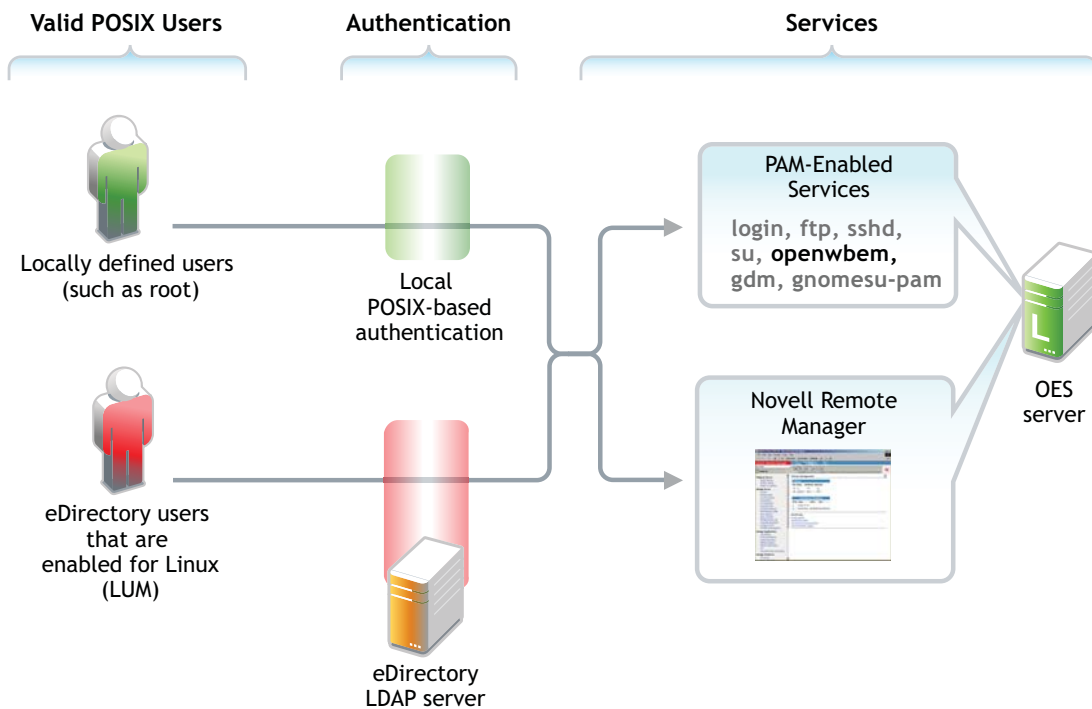 Valid POSIX Users
Authentication
Services
Locally defined users
(such as root)
Local
POSIX-based
authentication
PAM-Enabled
Services
login, ftp, sshd,
su, openwbem,
gdm, gnomesu-pam
L
OES
server
eDirectory users
that are
enabled for Linux
(LUM)
eDirectory
LDAP server
Novell Remote
Manager